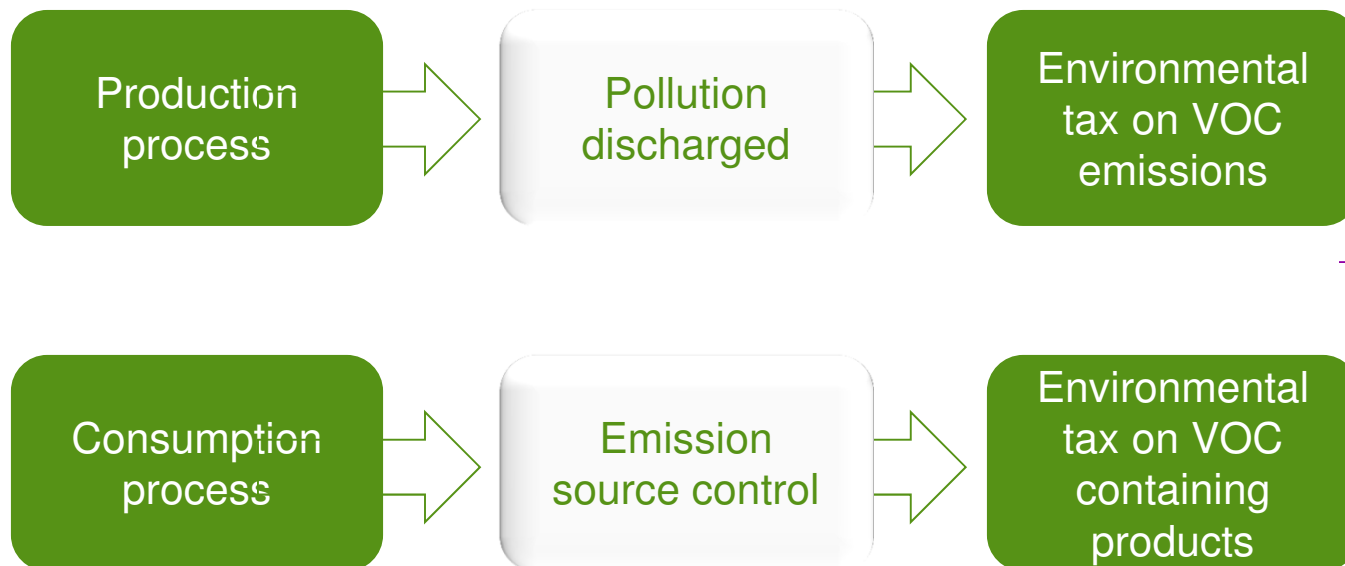 Production
process
Pollution
discharged
Environmental
tax on VOC
emissions
Consumption
process
Emission
source control
Environmental
tax on VOC
containing
products